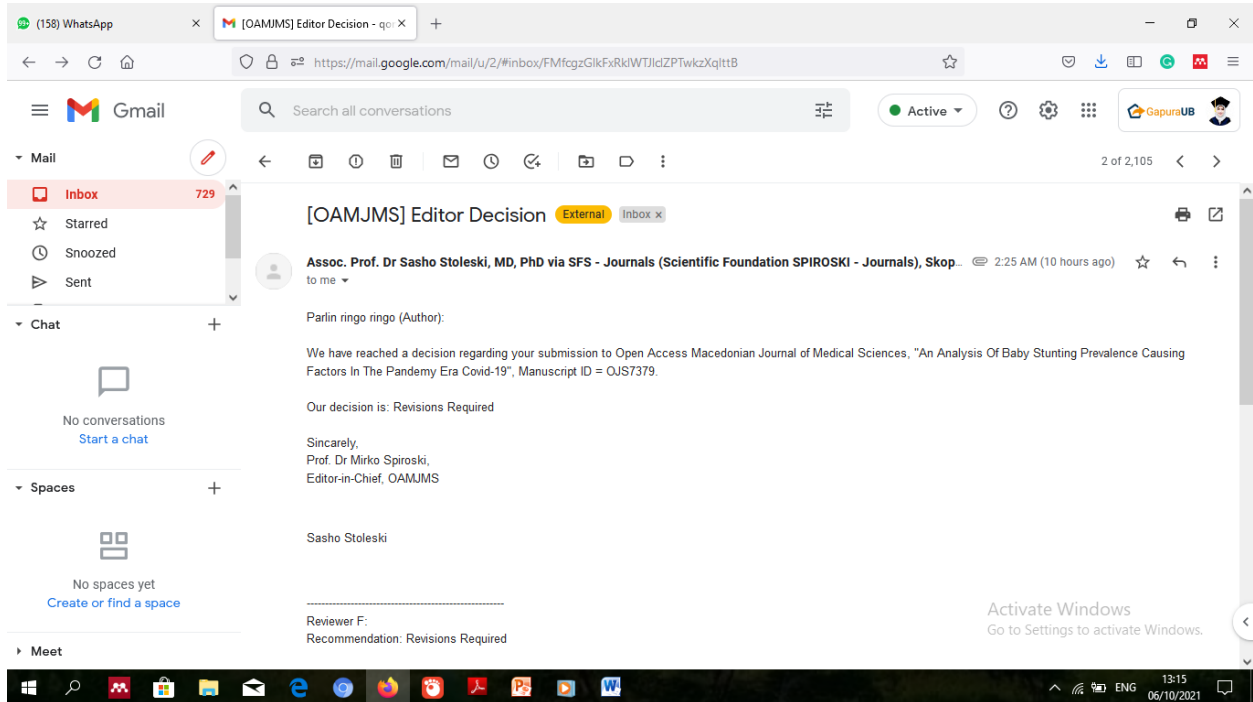 (158) WhatsApp
[OAMJMS] Editor Decision - qo
https://mail.google.com/mail/u/2/#inbox/FMfcgzGlkFxRklWTJlclZPTwkzXqlttB
Gmail
Search all conversations
Active
GapuraUB
Mail
2 of 2,105
Inbox 729
Starred
Snoozed
Sent
[OAMJMS] Editor Decision External Inbox x
Assoc. Prof. Dr Sasho Stoleski, MD, PhD via SFS - Journals (Scientific Foundation SPIROSKI - Journals), Skop... 2:25 AM (10 hours ago)
to me
Parlin ringo ringo (Author):
We have reached a decision regarding your submission to Open Access Macedonian Journal of Medical Sciences, "An Analysis Of Baby Stunting Prevalence Causing
Factors In The Pandemy Era Covid-19", Manuscript ID = OJS7379.
Our decision is: Revisions Required
Sincarely,
Prof. Dr Mirko Spiroski,
Editor-in-Chief, OAMJMS
Sasho Stoleski
------------------------------------------------------
Reviewer F:
Recommendation: Revisions Required
Chat
No conversations
Start a chat
Spaces
No spaces yet
Create or find a space
Meet
Activate Windows
Go to Settings to activate Windows.
ENG
13:15
06/10/2021